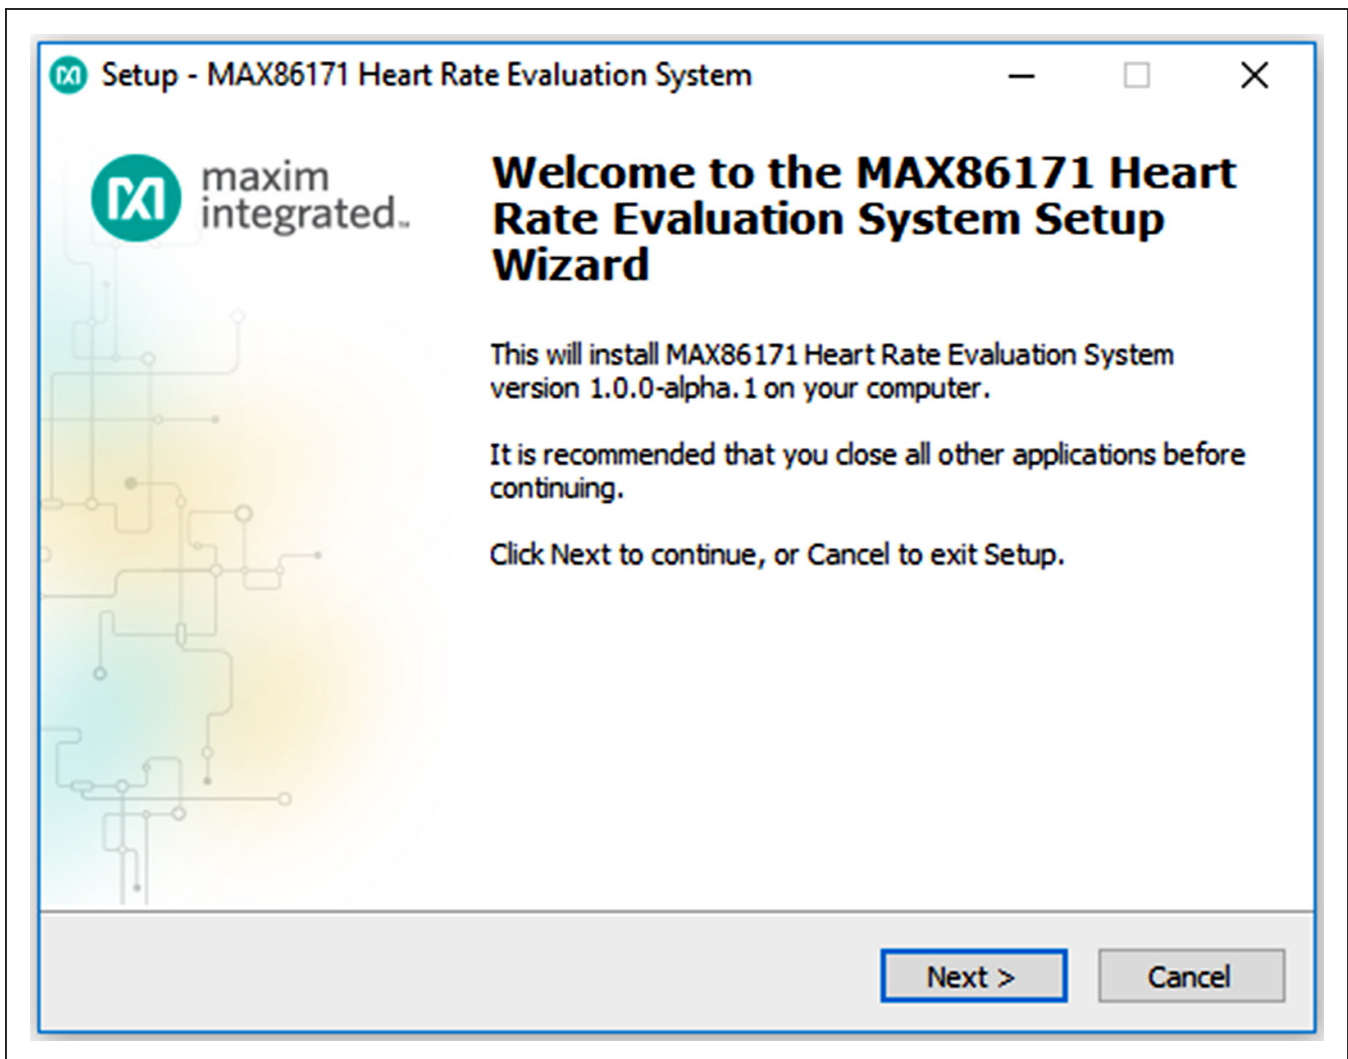 Setup - MAX86171 Heart Rate Evaluation System
maxim
integrated™
Welcome to the MAX86171 Heart
Rate Evaluation System Setup
Wizard
This will install MAX86171 Heart Rate Evaluation System
version 1.0.0-alpha.1 on your computer.
It is recommended that you close all other applications before
continuing.
Click Next to continue, or Cancel to exit Setup.
Next >
Cancel